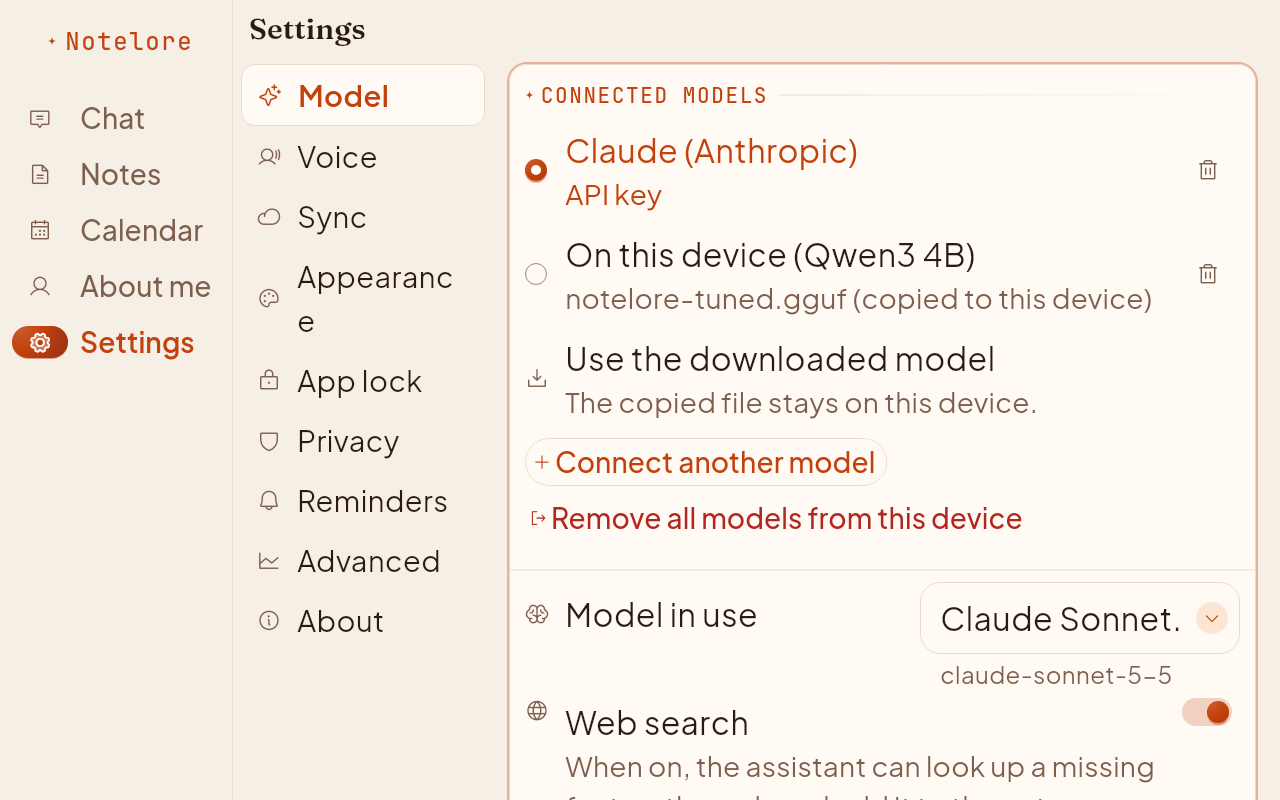 Notelore
Chat
Notes
Calendar
About me
Settings
Settings
Model
Voice
Sync
Appearanc
e
App lock
Privacy
Reminders
Advanced
About
CONNECTED MODELS
Claude (Anthropic)
API key
On this device (Qwen3 4B)
notelore-tuned.gguf (copied to this device)
Use the downloaded model
The copied file stays on this device.
Connect another model
Remove all models from this device
Model in use
Claude Sonnet.
claude-sonnet-5-5
Web search
When on, the assistant can look up a missing